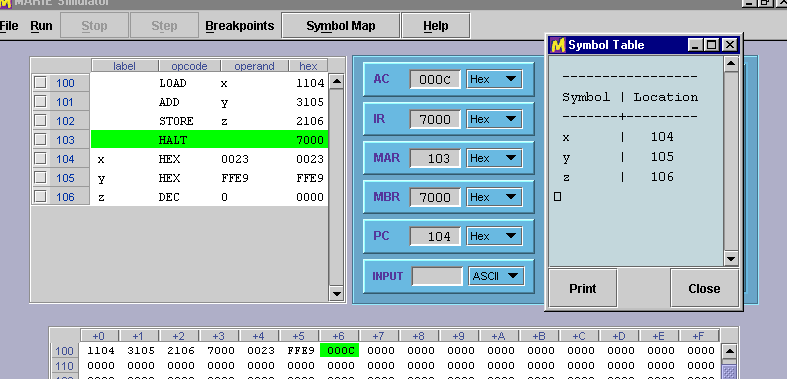 MARIE Simulator
File Run Stop Step Breakpoints Symbol Map Help
label opcode operand hex
100 LOAD x 1104
101 ADD y 3105
102 STORE z 2106
103 HALT 7000
104 x HEX 0023 0023
105 y HEX FFE9 FFE9
106 z DEC 0 0000
AC 000C Hex
IR 7000 Hex
MAR 103 Hex
MBR 7000 Hex
PC 104 Hex
INPUT ASCII
Symbol Table
------------------
Symbol | Location
--------+---------
x | 104
y | 105
z | 106
Print Close
+0 +1 +2 +3 +4 +5 +6 +7 +8 +9 +A +B +C +D +E +F
100 1104 3105 2106 7000 0023 FFE9 000C 0000 0000 0000 0000 0000 0000 0000 0000 0000
110 0000 0000 0000 0000 0000 0000 0000 0000 0000 0000 0000 0000 0000 0000 0000 0000